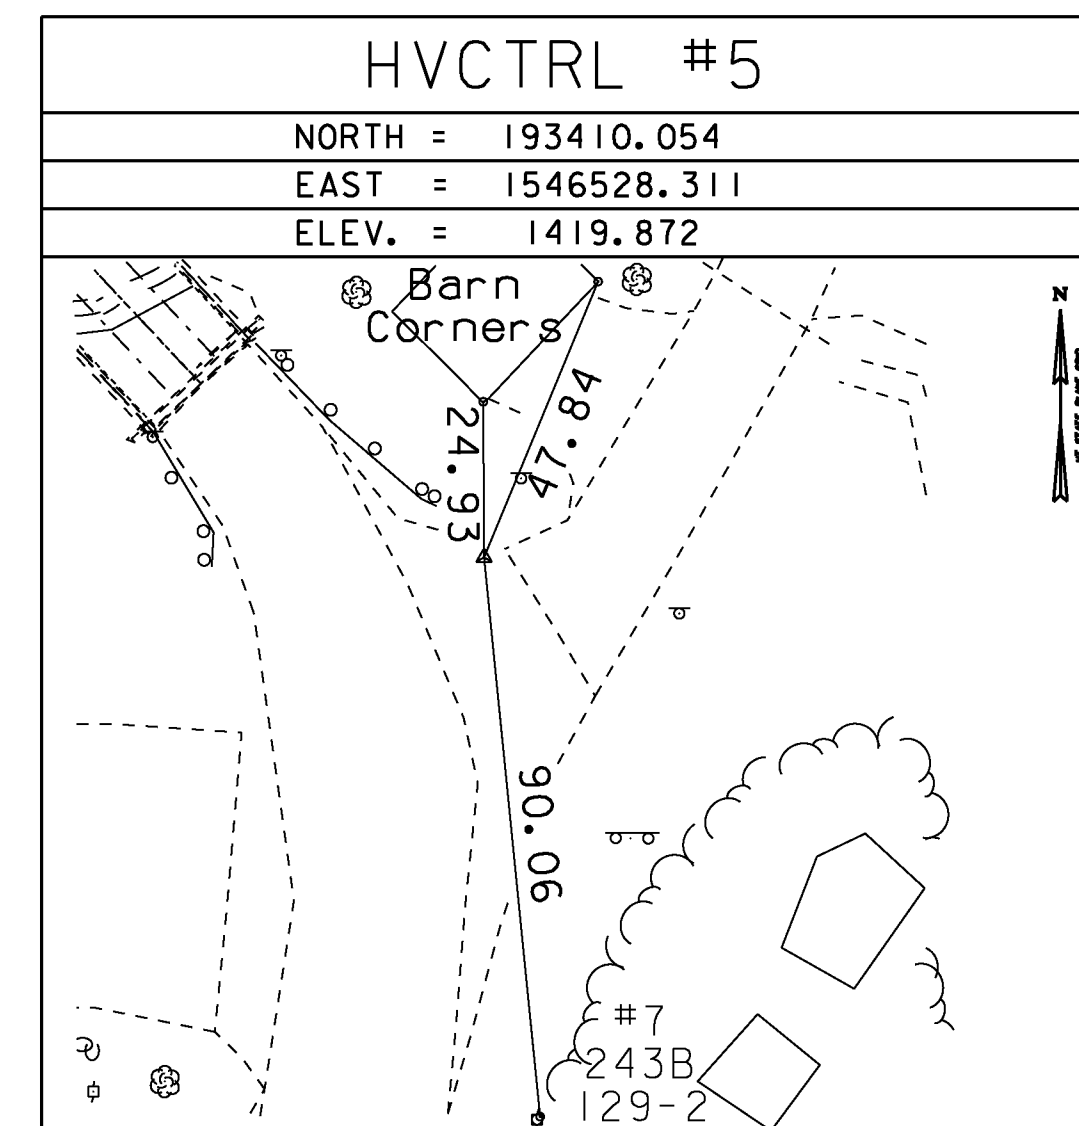 HVCTRL #5
NORTH = 193410.054
EAST = 1546528.311
ELEV. = 1419.872
Barn
Corners
N
24.93
47.84
90.06
#7
243B
129-2